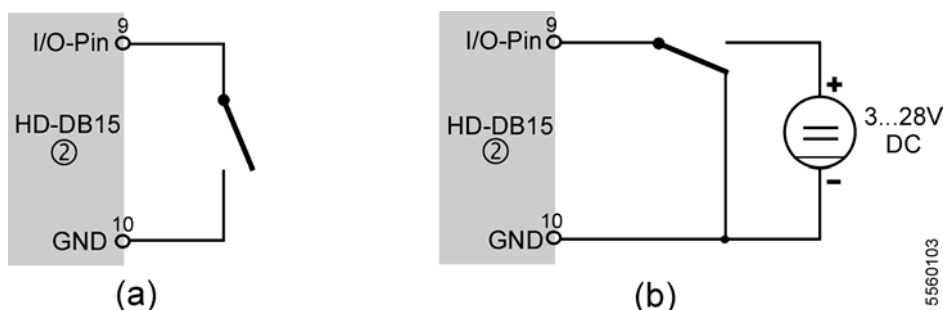 9
I/O-Pin
HD-DB15
②
10
GND
(a)
9
I/O-Pin
HD-DB15
②
10
GND
+
3...28V
DC
-
(b)
5560103